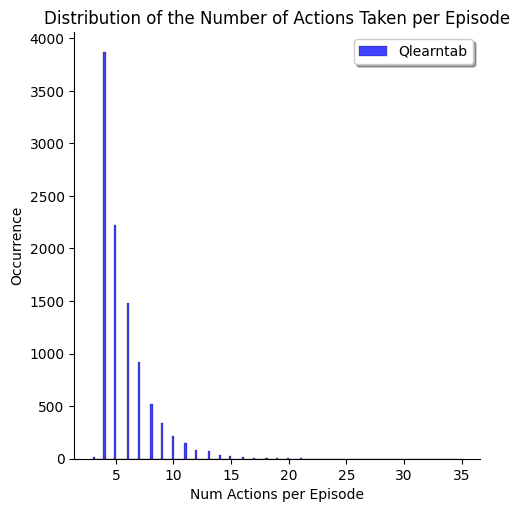 Distribution of the Number of Actions Taken per Episode
Qlearntab
Occurrence
4000
3500
3000
2500
2000
1500
1000
500
0
5 10 15 20 25 30 35
Num Actions per Episode